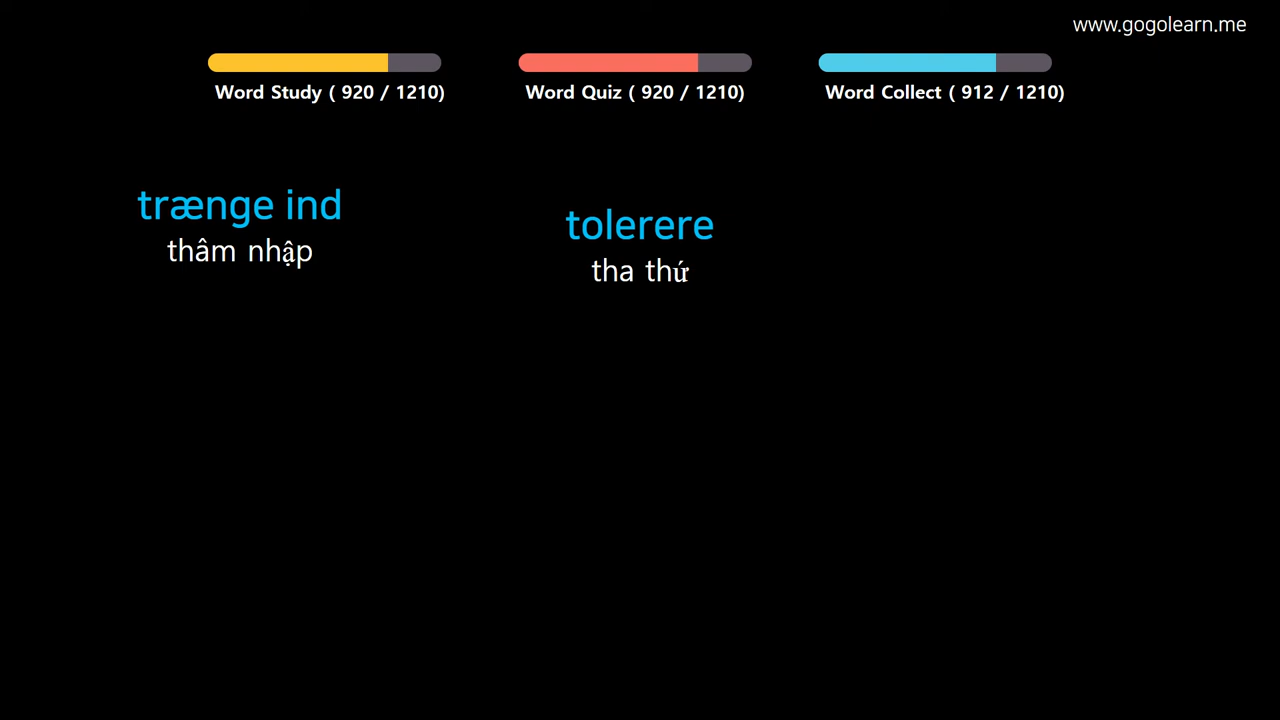 www.gogolearn.me
Word Study ( 920 / 1210)
Word Quiz ( 920 / 1210)
Word Collect ( 912 / 1210)
trænge ind
thâm nhập
tolerere
tha thứ